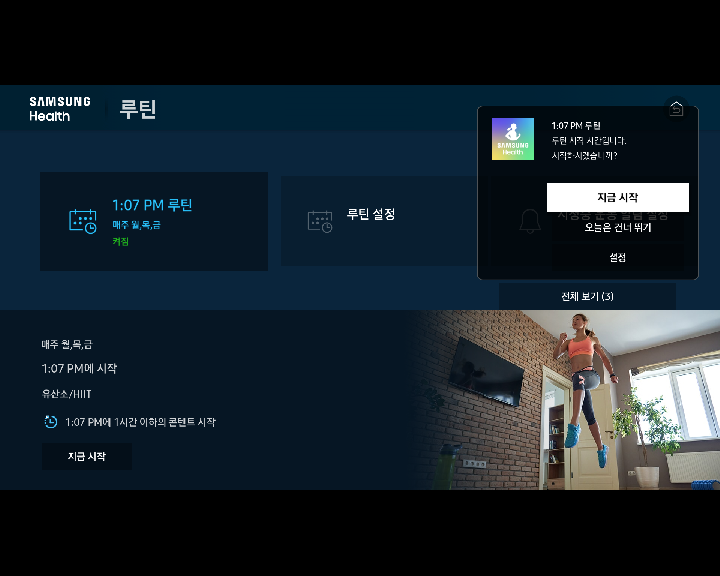 SAMSUNG
Health
루틴
1:07 PM 루틴
매주 월,목,금
켜짐
루틴 설정
1:07 PM 루틴
루틴 시작 시간입니다.
시작하시겠습니까?
SAMSUNG
Health
지금 시작
오늘은 건너 뛰기
설정
전체 보기 (3)
매주 월,목,금
1:07 PM에 시작
유산소/HIIT
1:07 PM에 1시간 이하의 콘텐트 시작
지금 시작